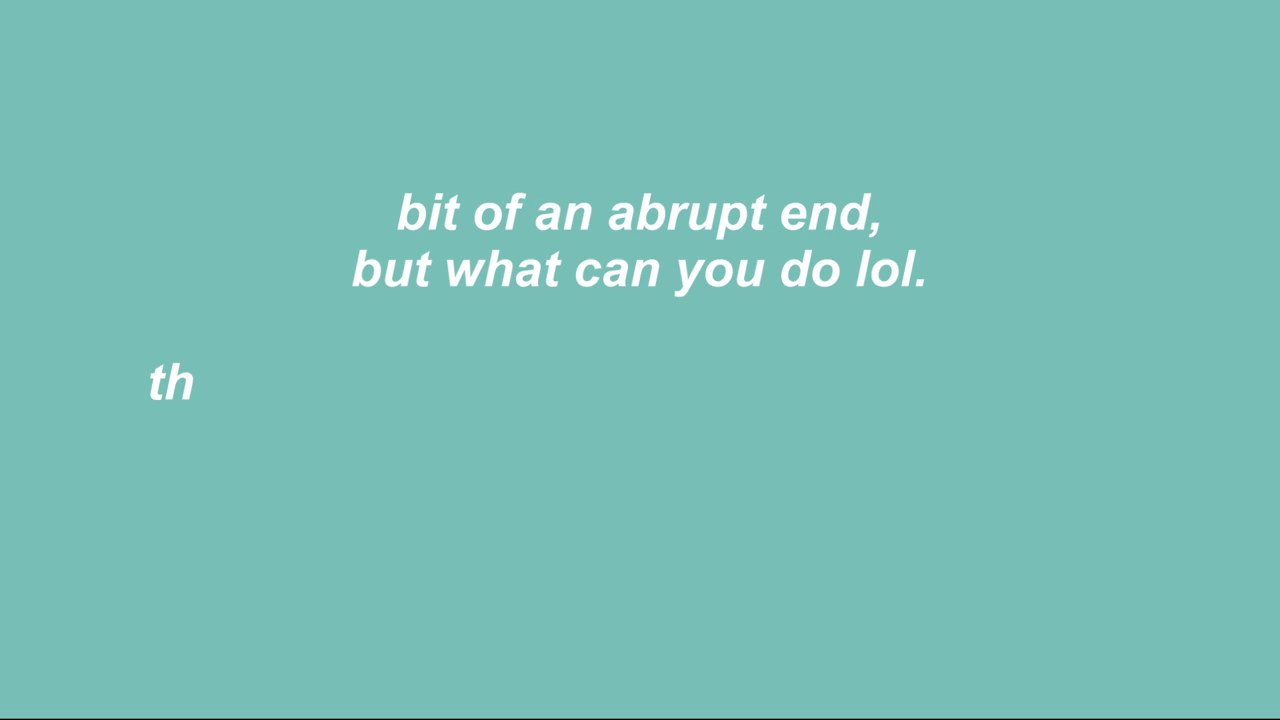 bit of an abrupt end,
but what can you do lol.
th